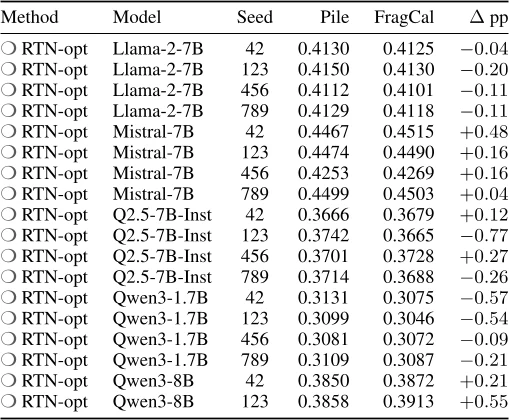 Method Model Seed Pile FragCal Δ pp
❍ RTN-opt Llama-2-7B 42 0.4130 0.4125 −0.04
❍ RTN-opt Llama-2-7B 123 0.4150 0.4130 −0.20
❍ RTN-opt Llama-2-7B 456 0.4112 0.4101 −0.11
❍ RTN-opt Llama-2-7B 789 0.4129 0.4118 −0.11
❍ RTN-opt Mistral-7B 42 0.4467 0.4515 +0.48
❍ RTN-opt Mistral-7B 123 0.4474 0.4490 +0.16
❍ RTN-opt Mistral-7B 456 0.4253 0.4269 +0.16
❍ RTN-opt Mistral-7B 789 0.4499 0.4503 +0.04
❍ RTN-opt Q2.5-7B-Inst 42 0.3666 0.3679 +0.12
❍ RTN-opt Q2.5-7B-Inst 123 0.3742 0.3665 −0.77
❍ RTN-opt Q2.5-7B-Inst 456 0.3701 0.3728 +0.27
❍ RTN-opt Q2.5-7B-Inst 789 0.3714 0.3688 −0.26
❍ RTN-opt Qwen3-1.7B 42 0.3131 0.3075 −0.57
❍ RTN-opt Qwen3-1.7B 123 0.3099 0.3046 −0.54
❍ RTN-opt Qwen3-1.7B 456 0.3081 0.3072 −0.09
❍ RTN-opt Qwen3-1.7B 789 0.3109 0.3087 −0.21
❍ RTN-opt Qwen3-8B 42 0.3850 0.3872 +0.21
❍ RTN-opt Qwen3-8B 123 0.3858 0.3913 +0.55